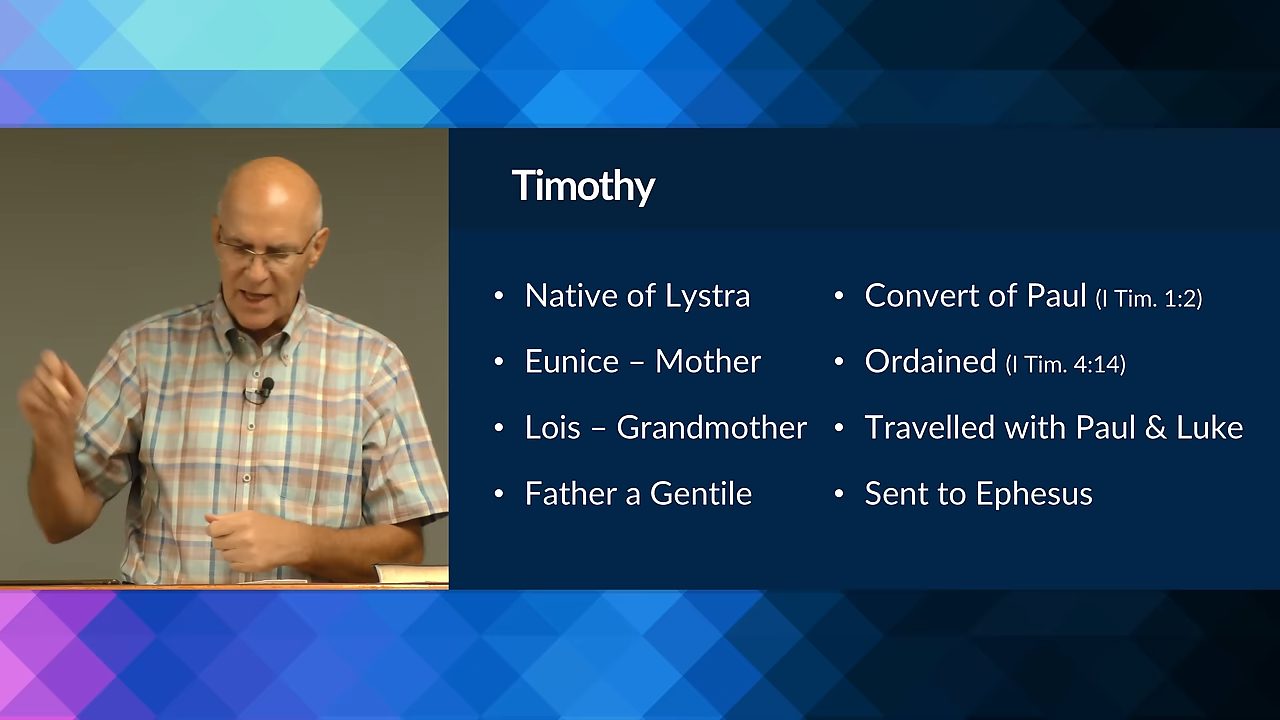 Timothy
• Native of Lystra
• Eunice – Mother
• Lois – Grandmother
• Father a Gentile
• Convert of Paul (I Tim. 1:2)
• Ordained (I Tim. 4:14)
• Travelled with Paul & Luke
• Sent to Ephesus